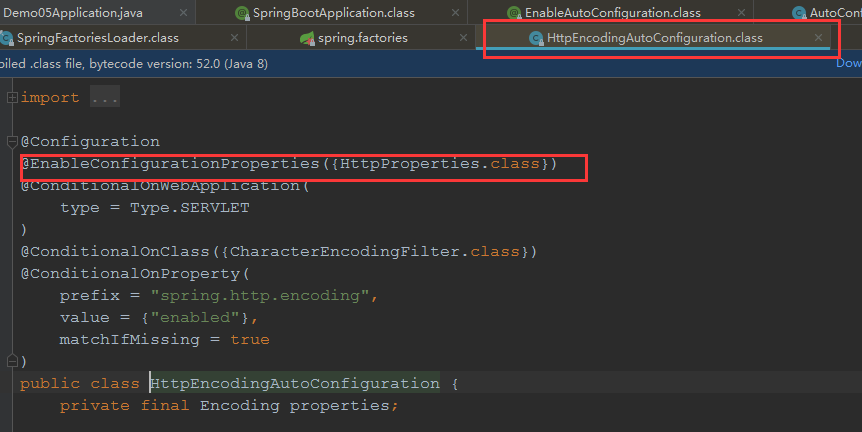 Demo05Application.java SpringBootApplication.class EnableAutoConfiguration.class AutoConf
SpringFactoriesLoader.class spring.factories HttpEncodingAutoConfiguration.class
piled .class file, bytecode version: 52.0 (Java 8) Dow
import ...
@Configuration
@EnableConfigurationProperties({HttpProperties.class})
@ConditionalOnWebApplication(
type = Type.SERVLET
)
@ConditionalOnClass({CharacterEncodingFilter.class})
@ConditionalOnProperty(
prefix = "spring.http.encoding",
value = {"enabled"},
matchIfMissing = true
)
public class HttpEncodingAutoConfiguration {
private final Encoding properties;